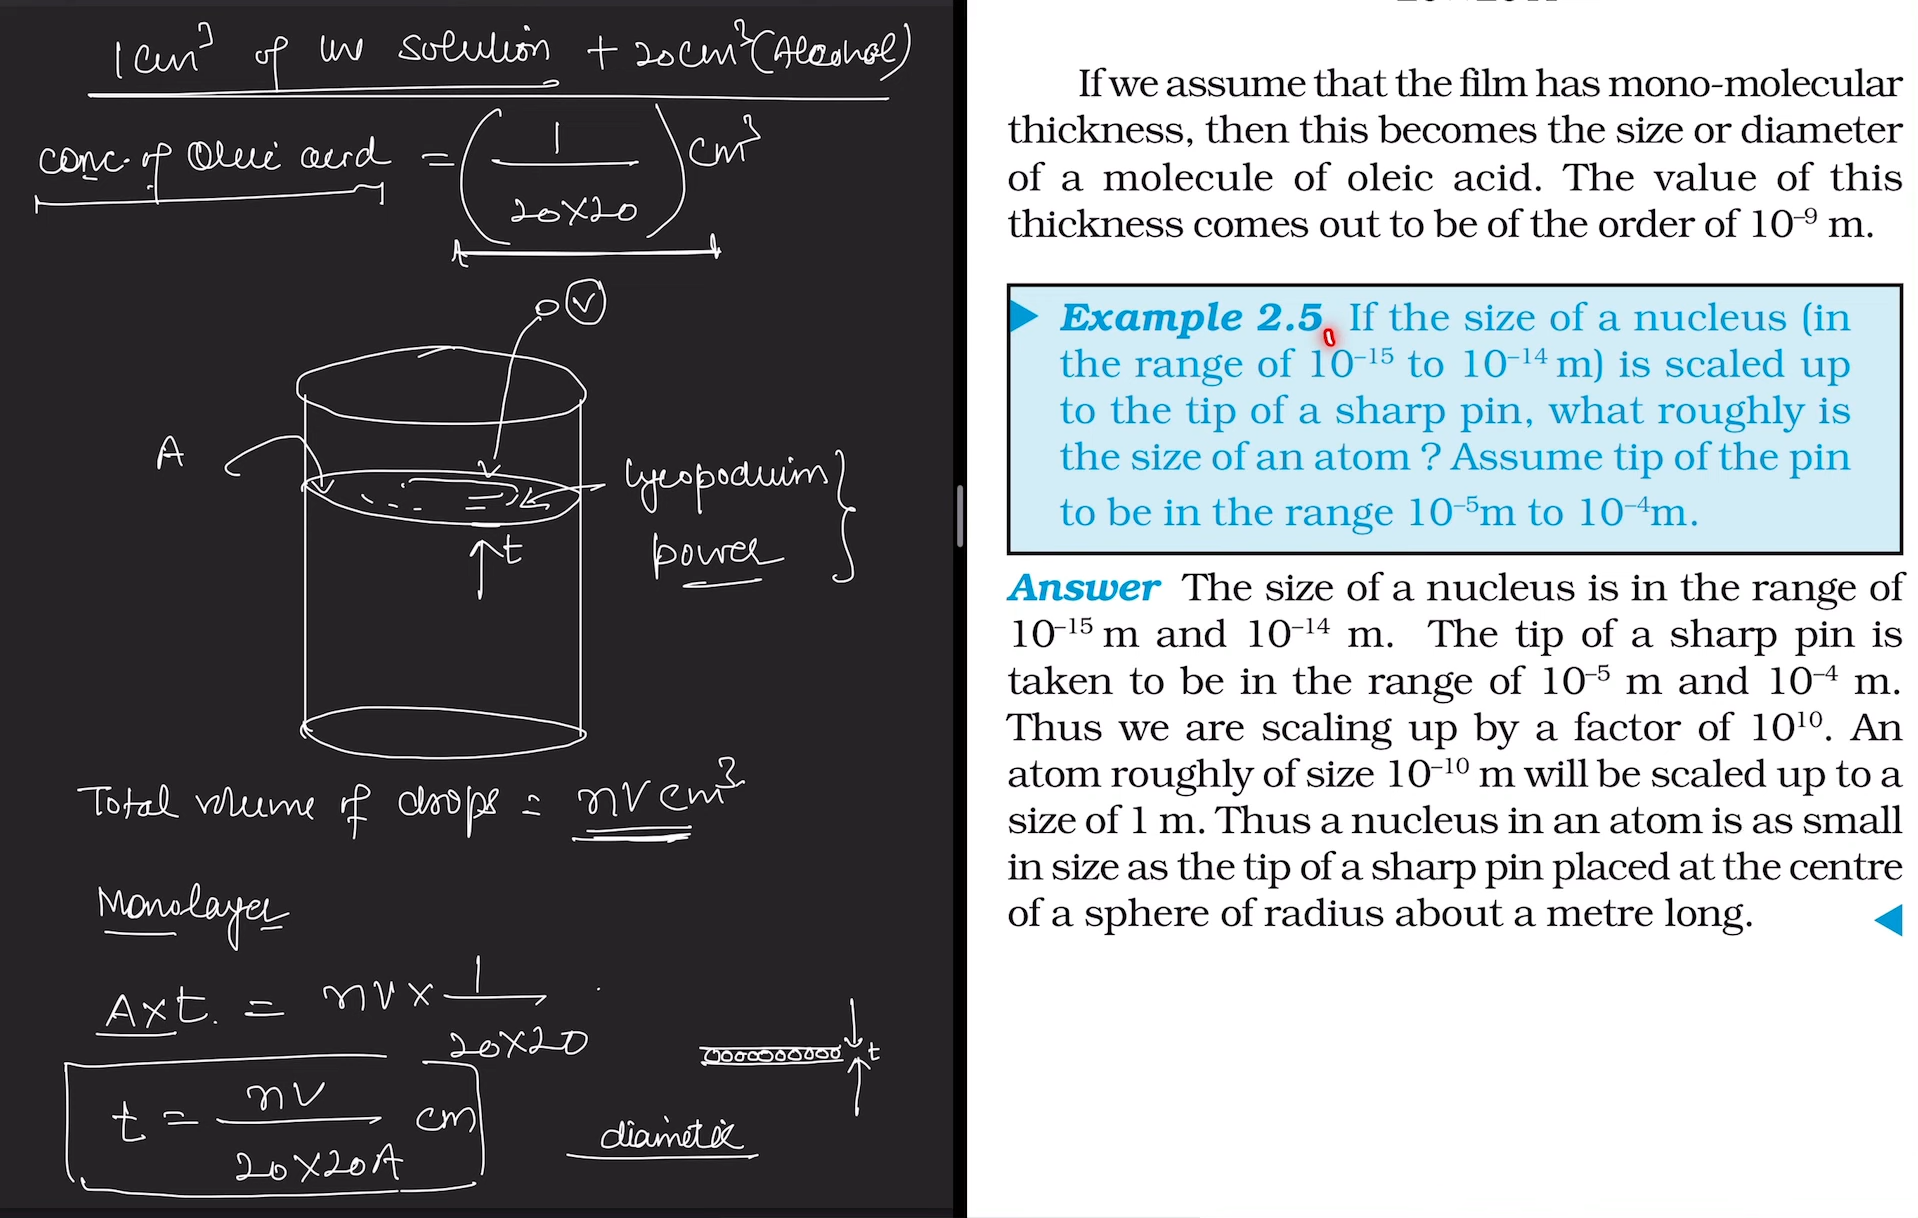 1 cm³ of this solution + 20 cm³ (Alcohol)
conc. of Oleic acid = (1 / 20×20) cm³
V
A
lycopoduim
power
t
Total volume of drops = nV cm³
Monolayer
A×t. = nV × 1 / 20×20
t
t = nV / 20×20A cm
diameter
If we assume that the film has mono-molecular
thickness, then this becomes the size or diameter
of a molecule of oleic acid. The value of this
thickness comes out to be of the order of 10⁻⁹ m.
Example 2.5 If the size of a nucleus (in
the range of 10⁻¹⁵ to 10⁻¹⁴ m) is scaled up
to the tip of a sharp pin, what roughly is
the size of an atom ? Assume tip of the pin
to be in the range 10⁻⁵m to 10⁻⁴m.
Answer The size of a nucleus is in the range of
10⁻¹⁵ m and 10⁻¹⁴ m. The tip of a sharp pin is
taken to be in the range of 10⁻⁵ m and 10⁻⁴ m.
Thus we are scaling up by a factor of 10¹⁰. An
atom roughly of size 10⁻¹⁰ m will be scaled up to a
size of 1 m. Thus a nucleus in an atom is as small
in size as the tip of a sharp pin placed at the centre
of a sphere of radius about a metre long.